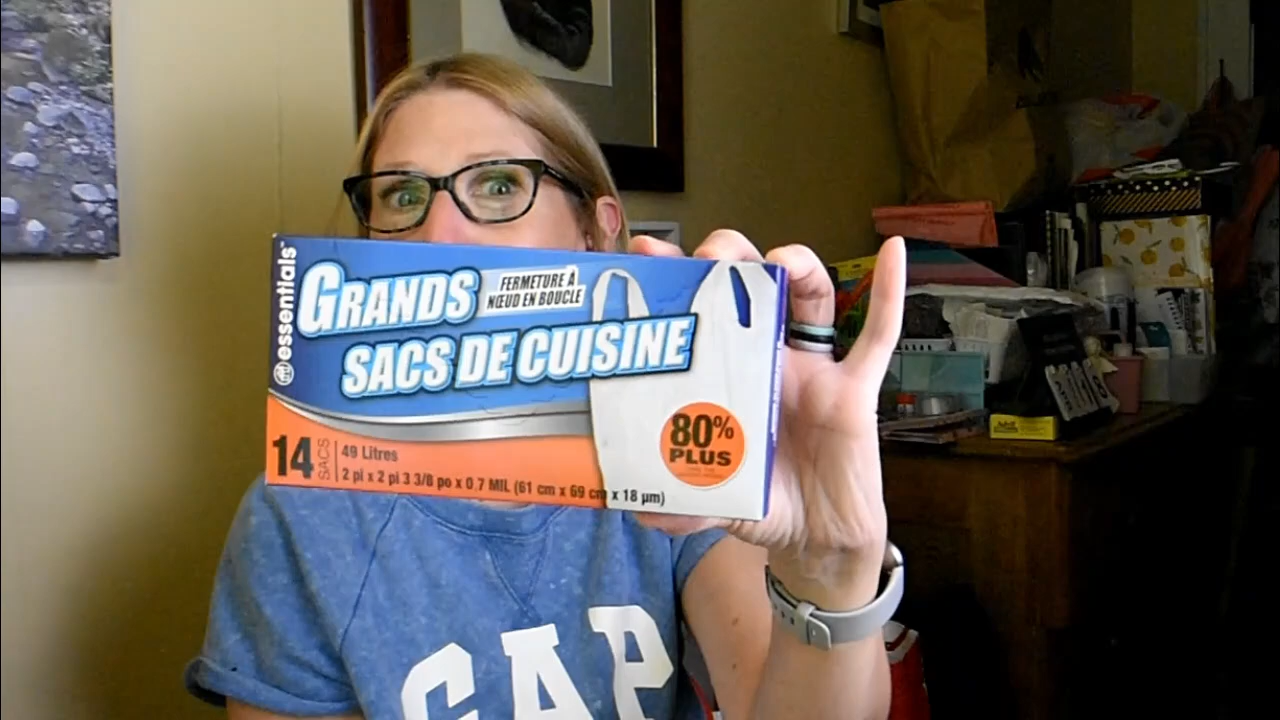 essentials™
GRANDS
FERMETURE À
NŒUD EN BOUCLE
SACS DE CUISINE
14 SACS
49 Litres
2 pi x 2 pi 3 3/8 po x 0,7 MIL (61 cm x 69 cm x 18 µm)
80%
PLUS
GAP